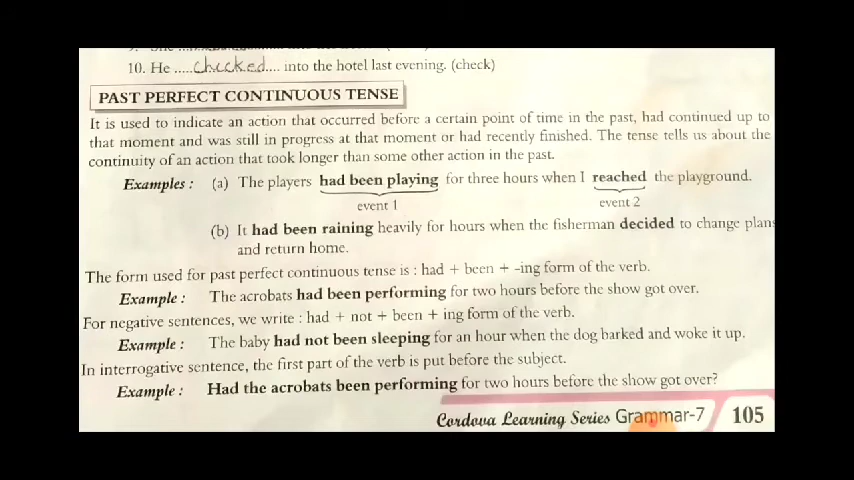 10. He ..... checked .... into the hotel last evening. (check)
PAST PERFECT CONTINUOUS TENSE
It is used to indicate an action that occurred before a certain point of time in the past, had continued up to
that moment and was still in progress at that moment or had recently finished. The tense tells us about the
continuity of an action that took longer than some other action in the past.
Examples : (a) The players had been playing for three hours when I reached the playground.
event 1 event 2
(b) It had been raining heavily for hours when the fisherman decided to change plans
and return home.
The form used for past perfect continuous tense is : had + been + -ing form of the verb.
Example : The acrobats had been performing for two hours before the show got over.
For negative sentences, we write : had + not + been + ing form of the verb.
Example : The baby had not been sleeping for an hour when the dog barked and woke it up.
In interrogative sentence, the first part of the verb is put before the subject.
Example : Had the acrobats been performing for two hours before the show got over?
Cordova Learning Series Grammar-7 105